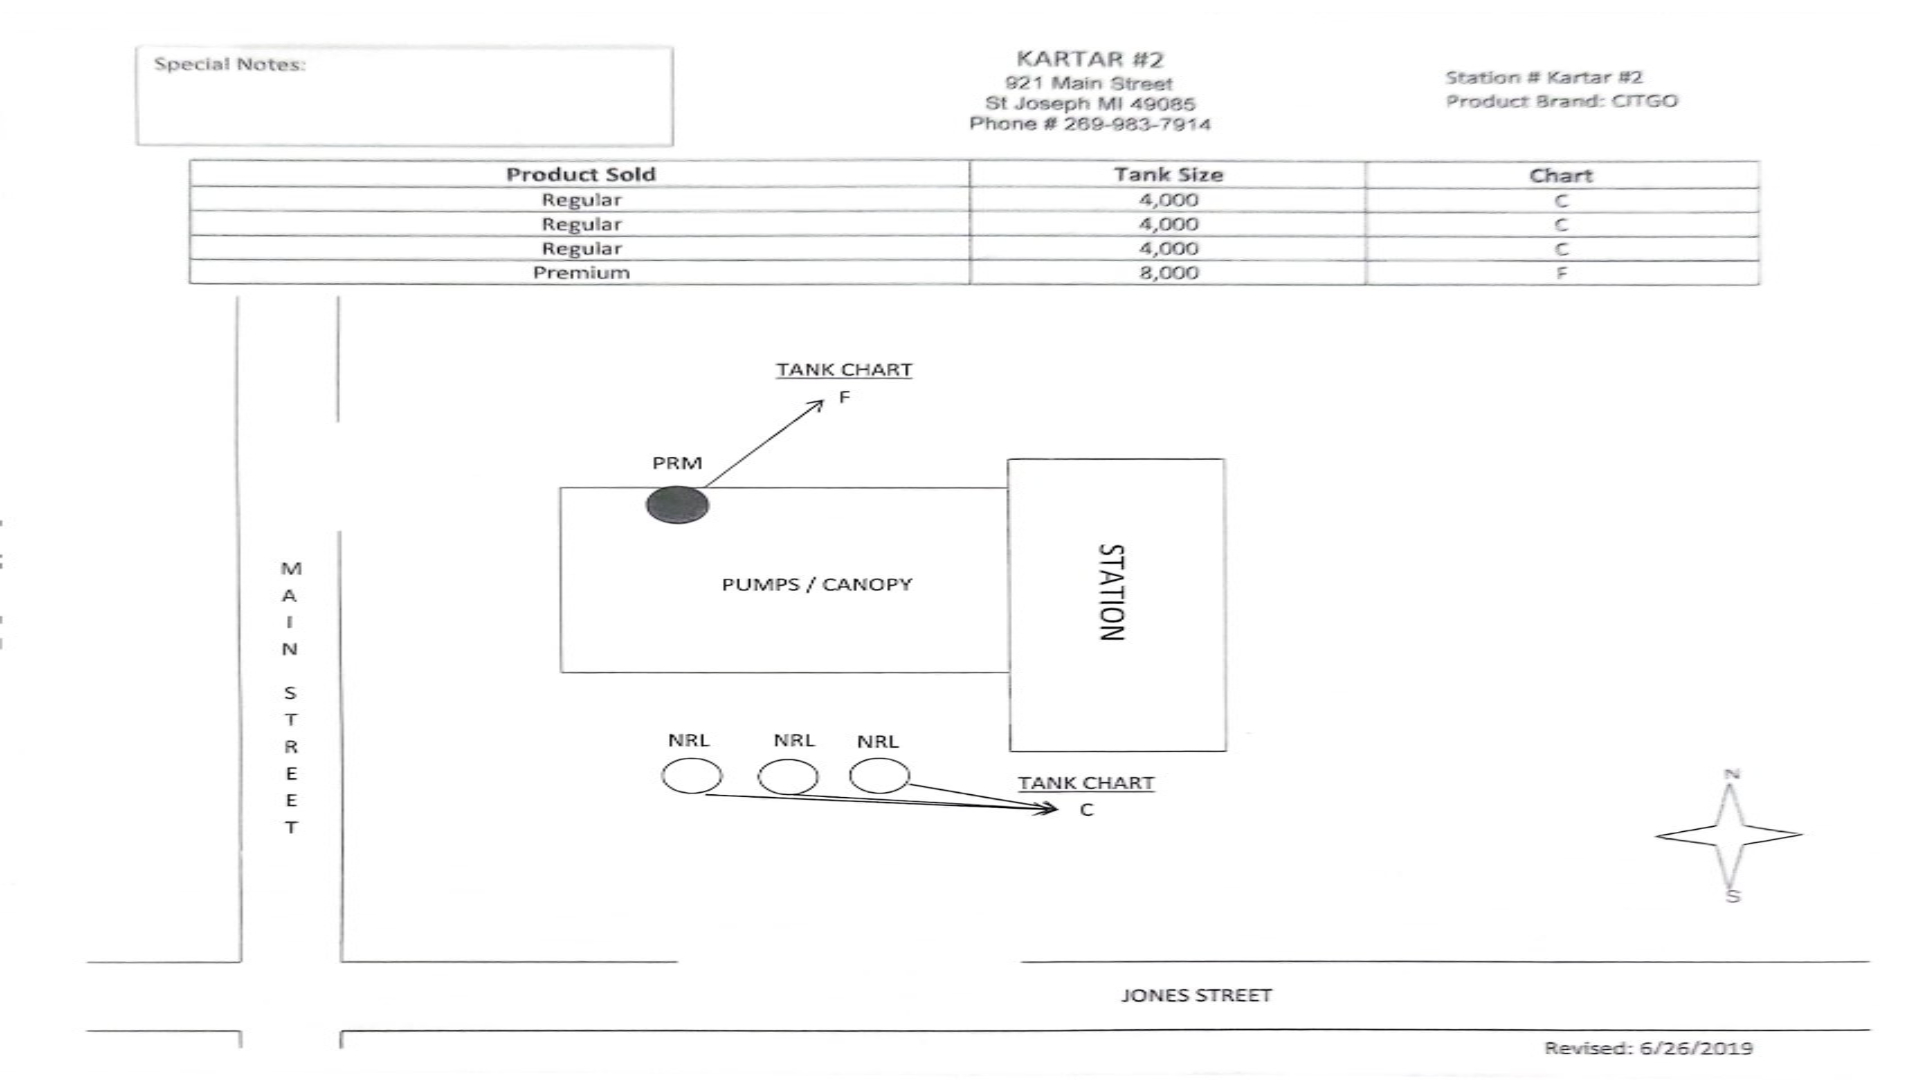 Special Notes:
KARTAR #2
921 Main Street
St Joseph MI 49085
Phone # 269-983-7914
Station # Kartar #2
Product Brand: CITGO
Product Sold Tank Size Chart
Regular 4,000 C
Regular 4,000 C
Regular 4,000 C
Premium 8,000 F
TANK CHART
F
PRM
PUMPS / CANOPY
STATION
MAIN STREET
NRL NRL NRL
TANK CHART
C
N
S
JONES STREET
Revised: 6/26/2019